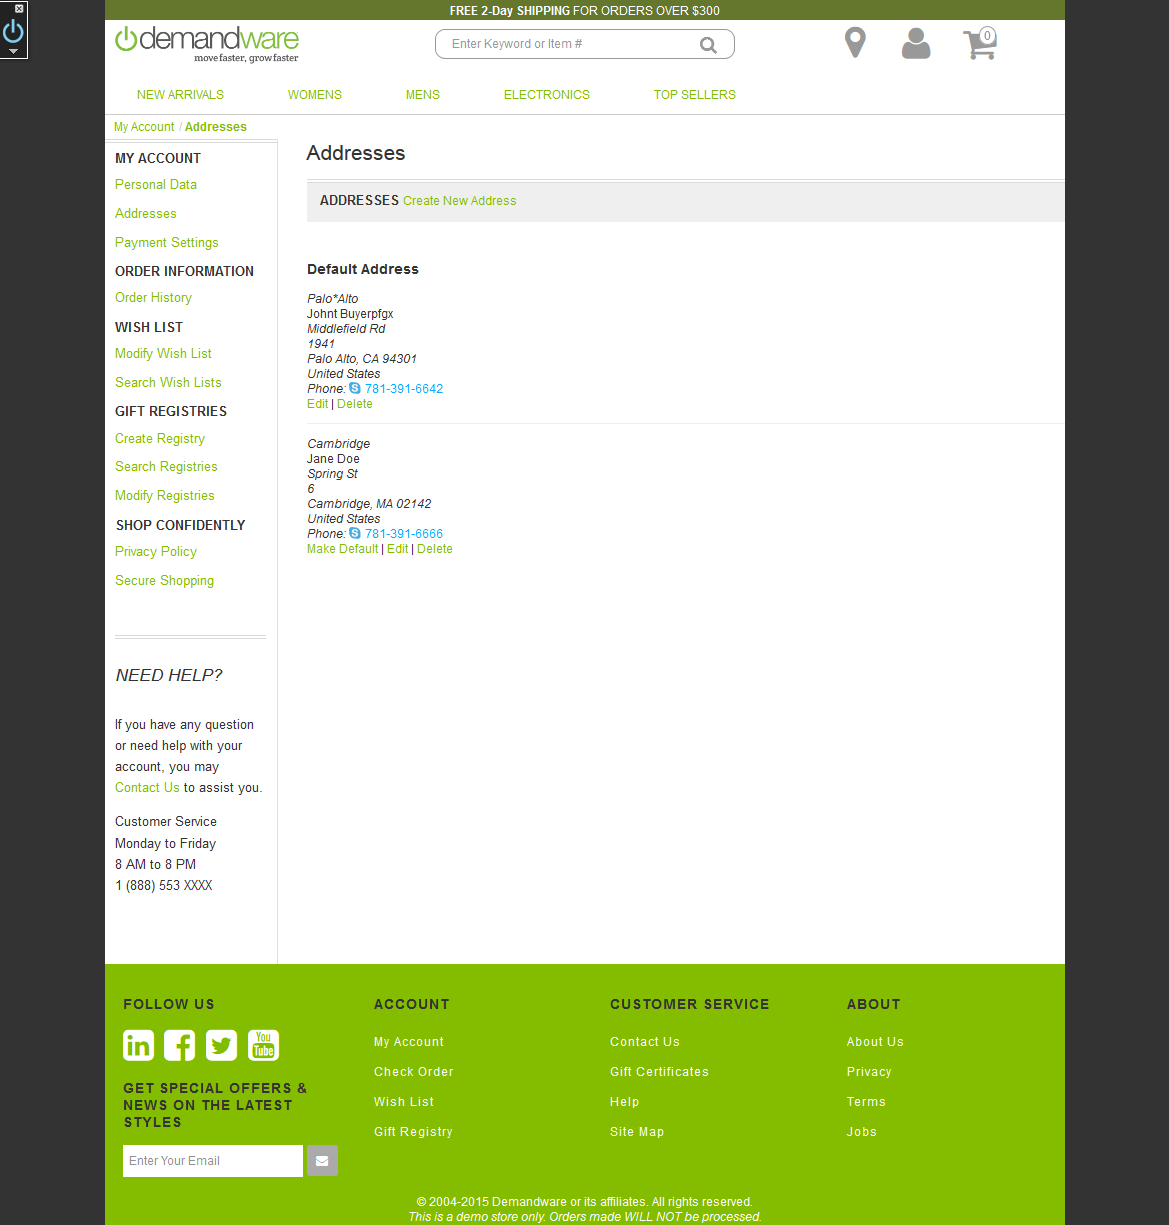 FREE 2-Day SHIPPING FOR ORDERS OVER $300
demandware
move faster, grow faster
Enter Keyword or Item #
0
NEW ARRIVALS WOMENS MENS ELECTRONICS TOP SELLERS
My Account / Addresses
MY ACCOUNT
Personal Data
Addresses
Payment Settings
ORDER INFORMATION
Order History
WISH LIST
Modify Wish List
Search Wish Lists
GIFT REGISTRIES
Create Registry
Search Registries
Modify Registries
SHOP CONFIDENTLY
Privacy Policy
Secure Shopping
NEED HELP?
If you have any question
or need help with your
account, you may
Contact Us to assist you.
Customer Service
Monday to Friday
8 AM to 8 PM
1 (888) 553 XXXX
Addresses
ADDRESSES Create New Address
Default Address
Palo*Alto
Johnt Buyerpfgx
Middlefield Rd
1941
Palo Alto, CA 94301
United States
Phone: 781-391-6642
Edit | Delete
Cambridge
Jane Doe
Spring St
6
Cambridge, MA 02142
United States
Phone: 781-391-6666
Make Default | Edit | Delete
FOLLOW US
in
You
Tube
GET SPECIAL OFFERS &
NEWS ON THE LATEST
STYLES
Enter Your Email
ACCOUNT
My Account
Check Order
Wish List
Gift Registry
CUSTOMER SERVICE
Contact Us
Gift Certificates
Help
Site Map
ABOUT
About Us
Privacy
Terms
Jobs
© 2004-2015 Demandware or its affiliates. All rights reserved.
This is a demo store only. Orders made WILL NOT be processed.